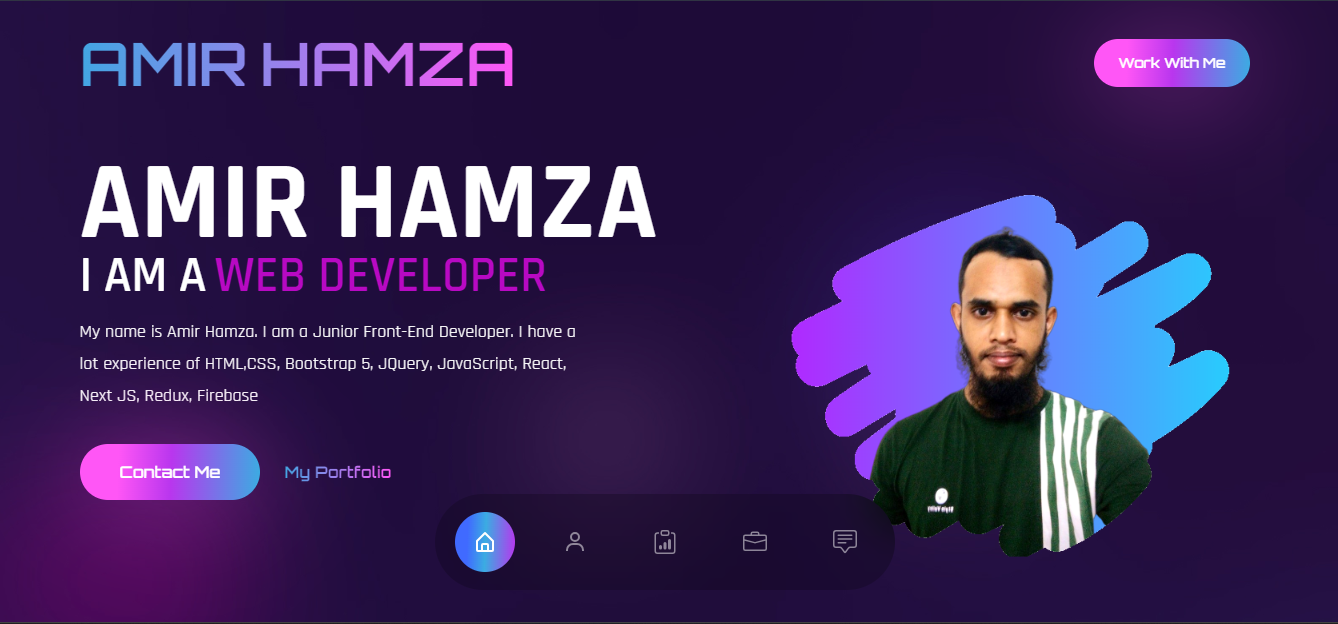 AMIR HAMZA
Work With Me
AMIR HAMZA
I AM A WEB DEVELOPER
My name is Amir Hamza. I am a Junior Front-End Developer. I have a
lot experience of HTML,CSS, Bootstrap 5, JQuery, JavaScript, React,
Next JS, Redux, Firebase
Contact Me
My Portfolio